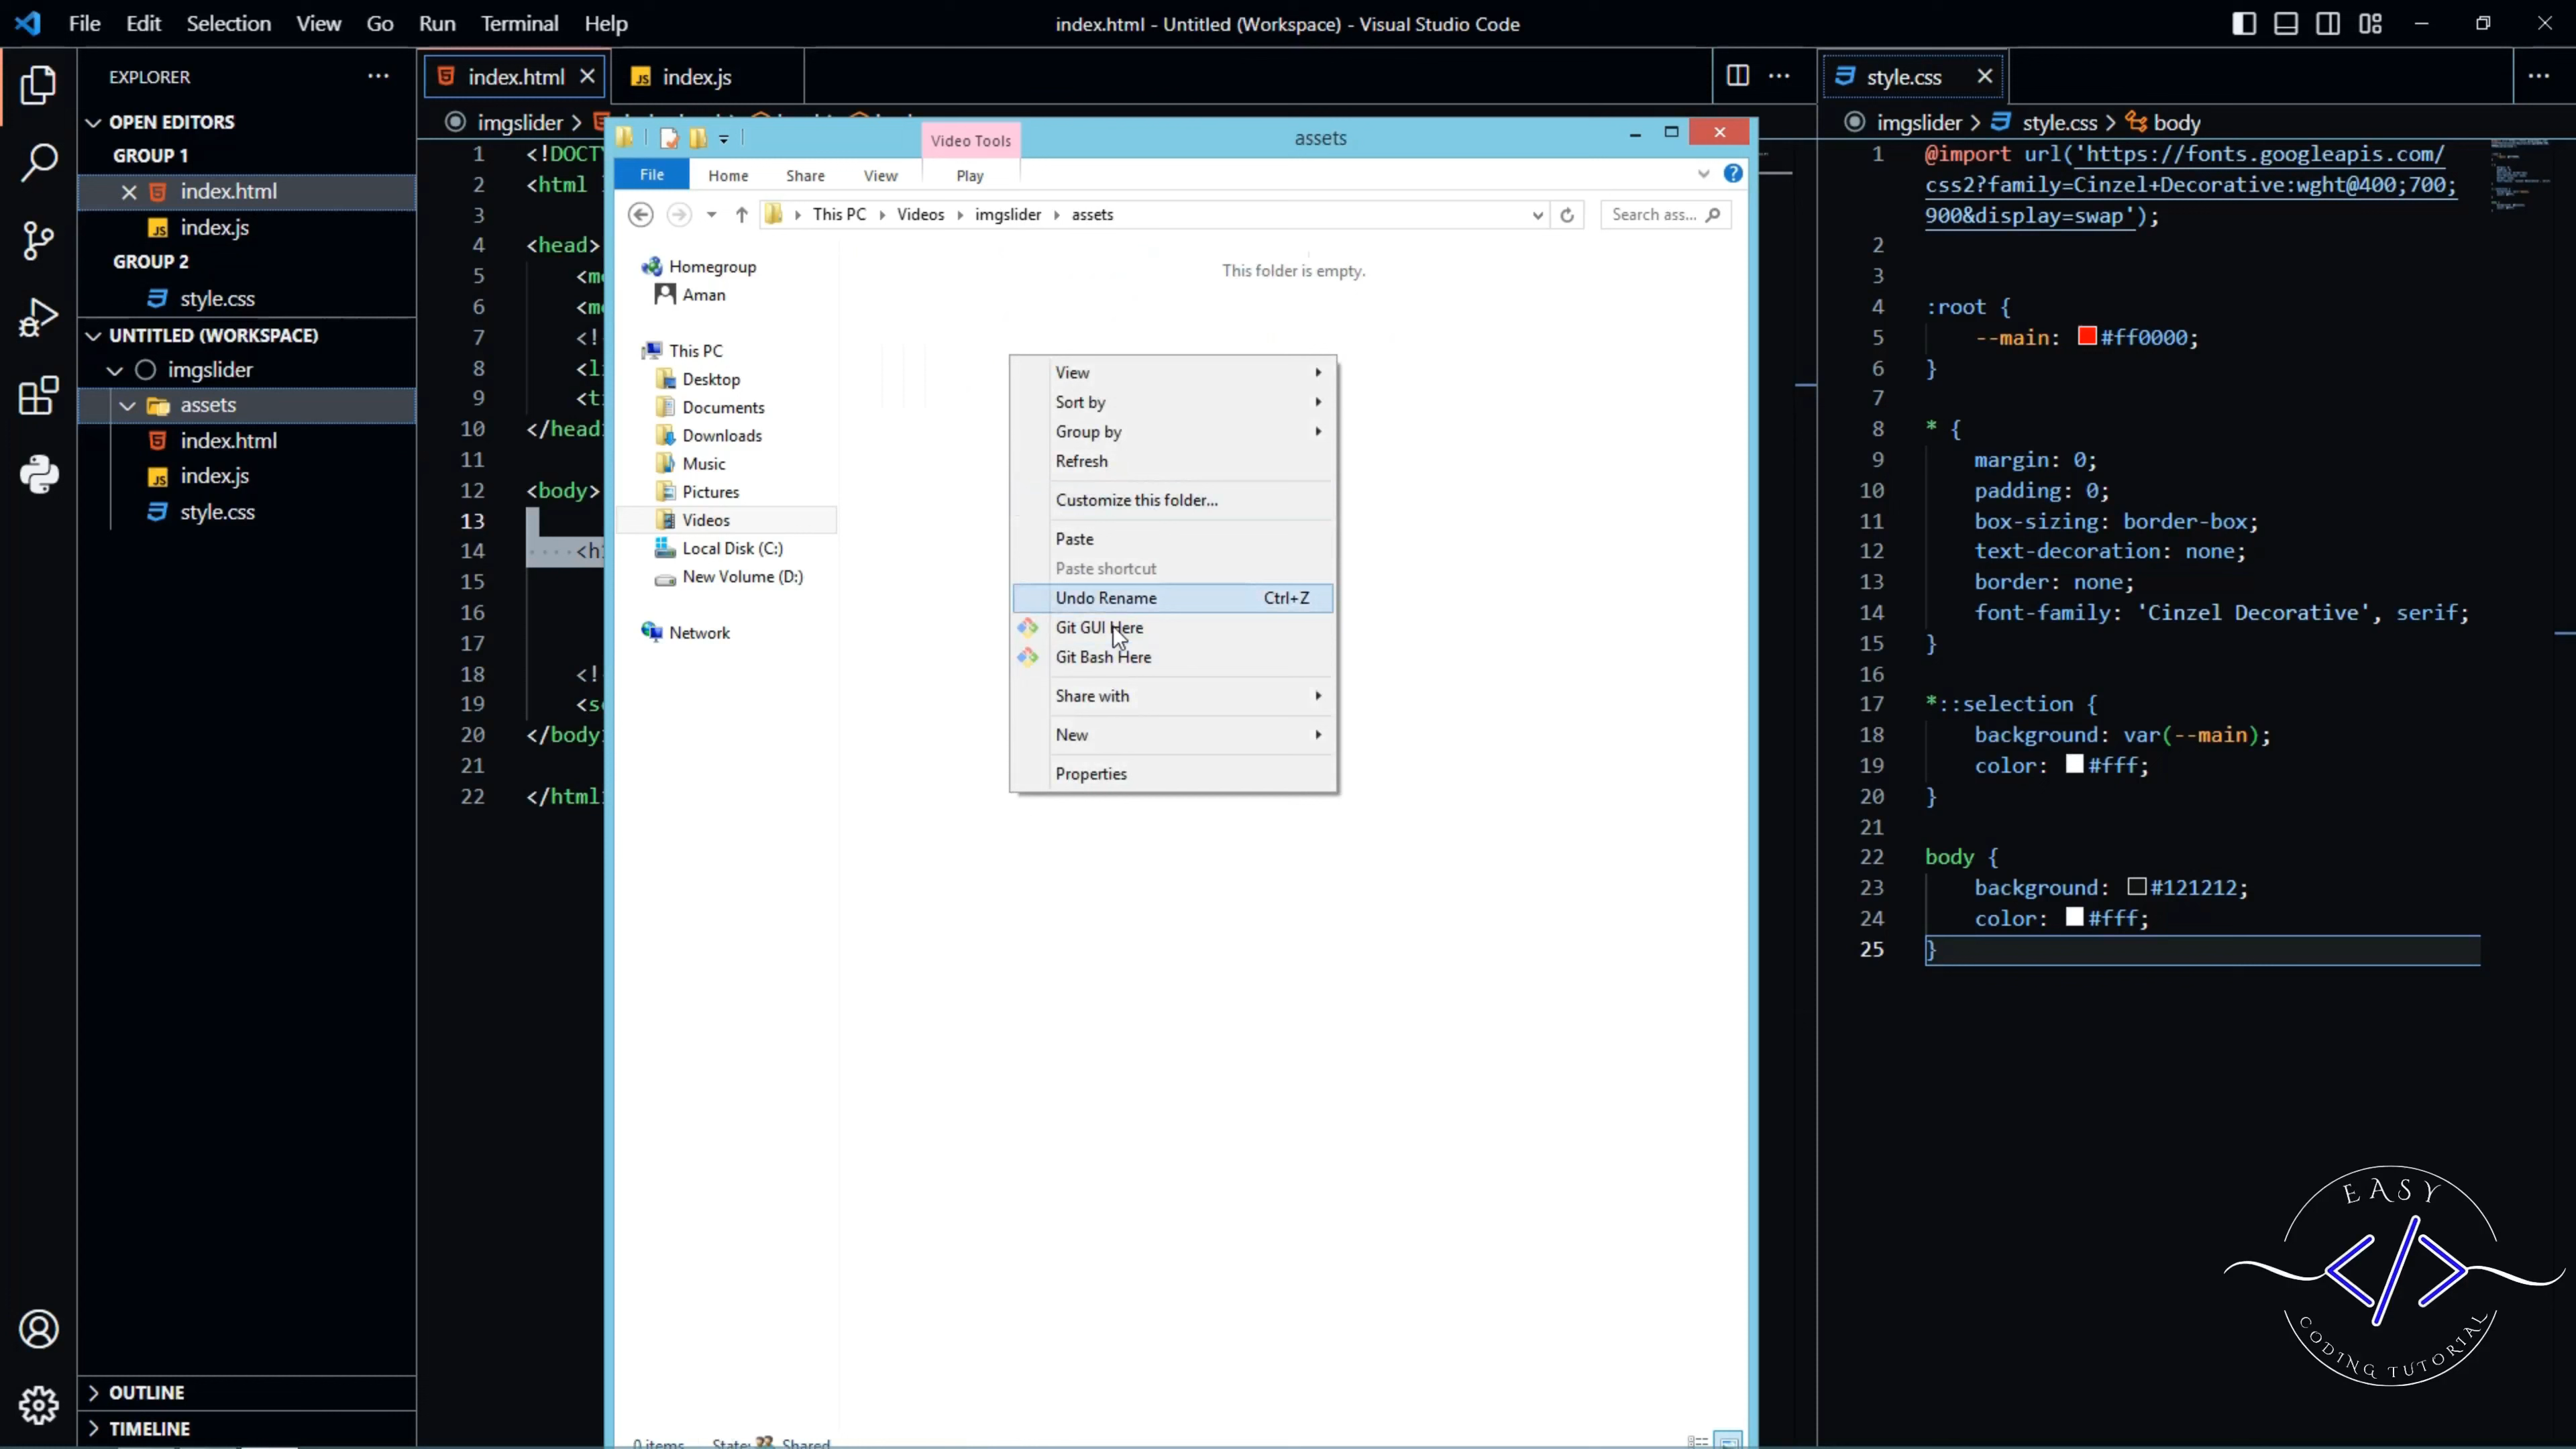 File Edit Selection View Go Run Terminal Help
index.html - Untitled (Workspace) - Visual Studio Code
EXPLORER
OPEN EDITORS
GROUP 1
index.html
index.js
GROUP 2
style.css
UNTITLED (WORKSPACE)
imgslider
assets
index.html
index.js
style.css
OUTLINE
TIMELINE
index.html
index.js
imgslider >
1 <!DOCTY
2 <html
3
4 <head>
5 <me
6 <me
7 <!
8 <li
9 <t
10 </head
11
12 <body>
13
14 <h
15
16
17
18 <!
19 <s
20 </body
21
22 </html
Video Tools
assets
File Home Share View Play
This PC Videos imgslider assets
Search ass...
Homegroup
Aman
This PC
Desktop
Documents
Downloads
Music
Pictures
Videos
Local Disk (C:)
New Volume (D:)
Network
This folder is empty.
View
Sort by
Group by
Refresh
Customize this folder...
Paste
Paste shortcut
Undo Rename Ctrl+Z
Git GUI Here
Git Bash Here
Share with
New
Properties
0 items State: Shared
style.css
imgslider > style.css > body
1 @import url('https://fonts.googleapis.com/
css2?family=Cinzel+Decorative:wght@400;700;
900&display=swap');
2
3
4 :root {
5 --main: #ff0000;
6 }
7
8 * {
9 margin: 0;
10 padding: 0;
11 box-sizing: border-box;
12 text-decoration: none;
13 border: none;
14 font-family: 'Cinzel Decorative', serif;
15 }
16
17 *::selection {
18 background: var(--main);
19 color: #fff;
20 }
21
22 body {
23 background: #121212;
24 color: #fff;
25 }
EASY
</>
CODING TUTORIAL